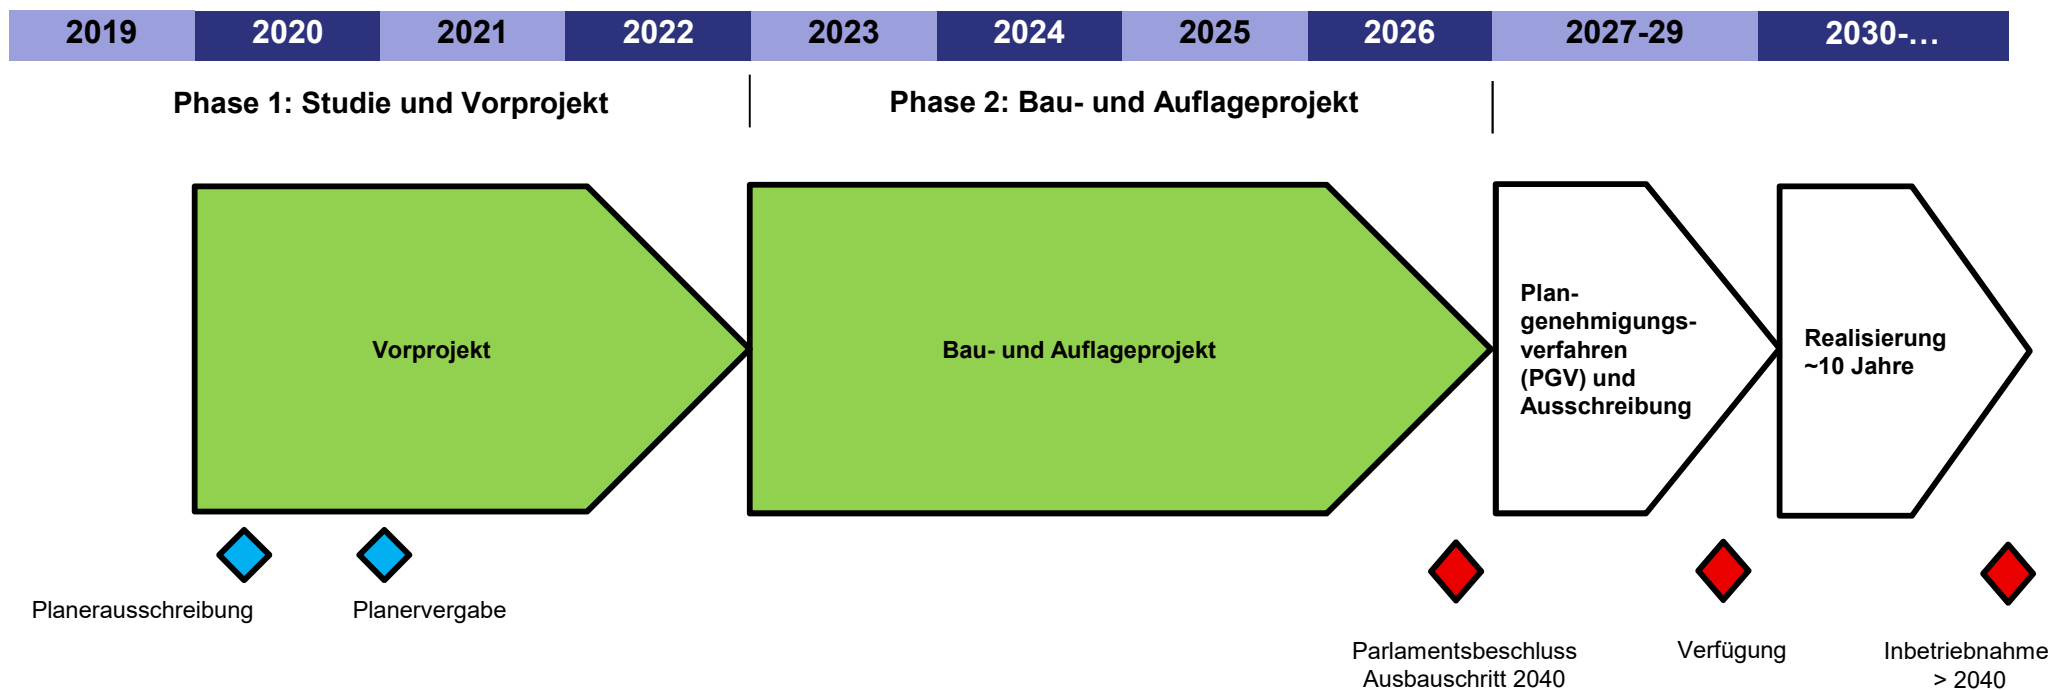 2019
2020
2021
2022
2023
2024
2025
2026
2027-29
2030-…
Phase 1: Studie und Vorprojekt
Phase 2: Bau- und Auflageprojekt
Vorprojekt
Bau- und Auflageprojekt
Plan-
genehmigungs-
verfahren
(PGV) und
Ausschreibung
Realisierung
~10 Jahre
Planerausschreibung
Planervergabe
Parlamentsbeschluss
Ausbauschritt 2040
Verfügung
Inbetriebnahme
> 2040